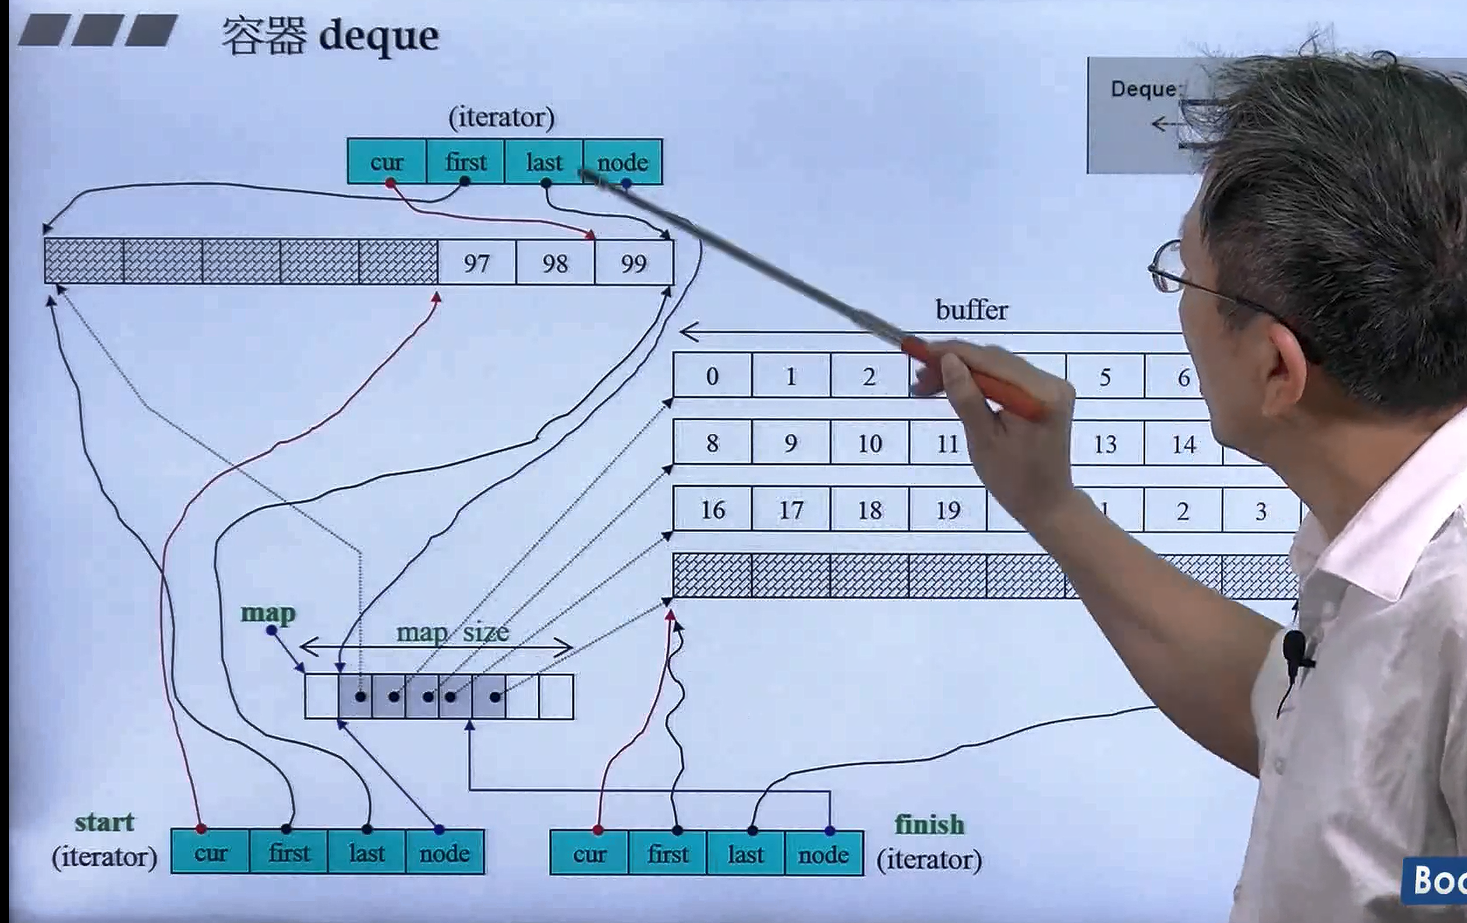 容器 deque
Deque:
(iterator)
cur first last node
97 98 99
buffer
0 1 2 5 6
8 9 10 11 13 14
16 17 18 19 1 2 3
map
map size
start
(iterator)
cur first last node
cur first last node
finish
(iterator)